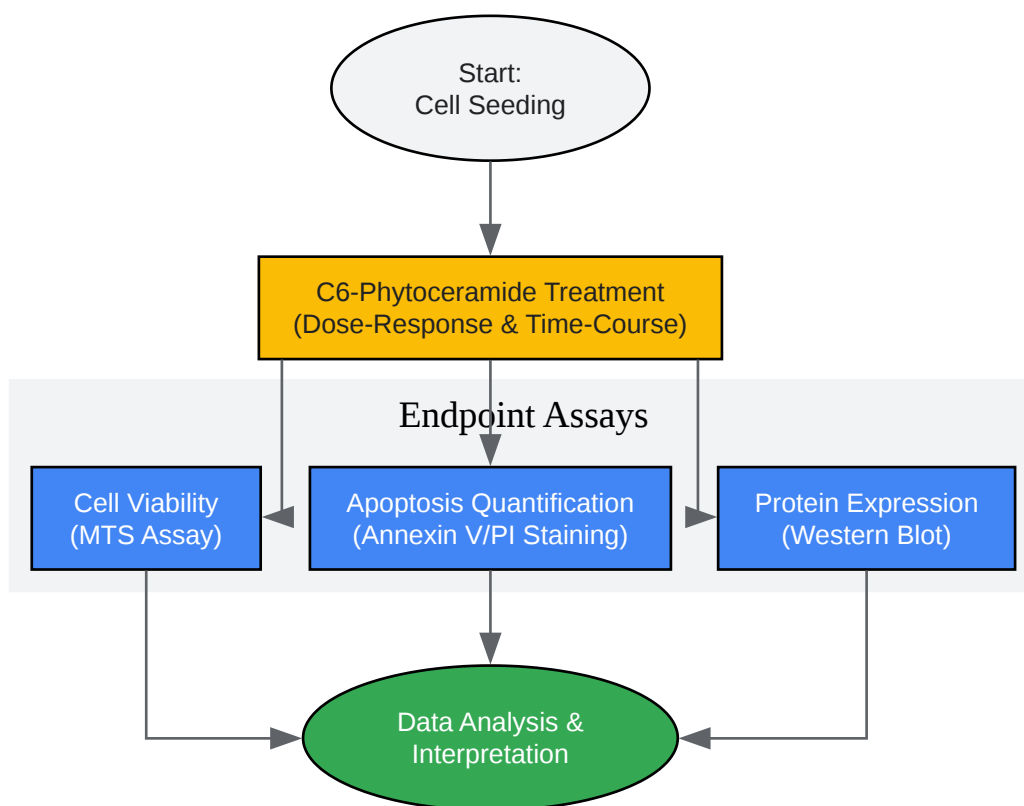 Start:
Cell Seeding
C6-Phytoceramide Treatment
(Dose-Response & Time-Course)
Endpoint Assays
Cell Viability
(MTS Assay)
Apoptosis Quantification
(Annexin V/PI Staining)
Protein Expression
(Western Blot)
Data Analysis &
Interpretation